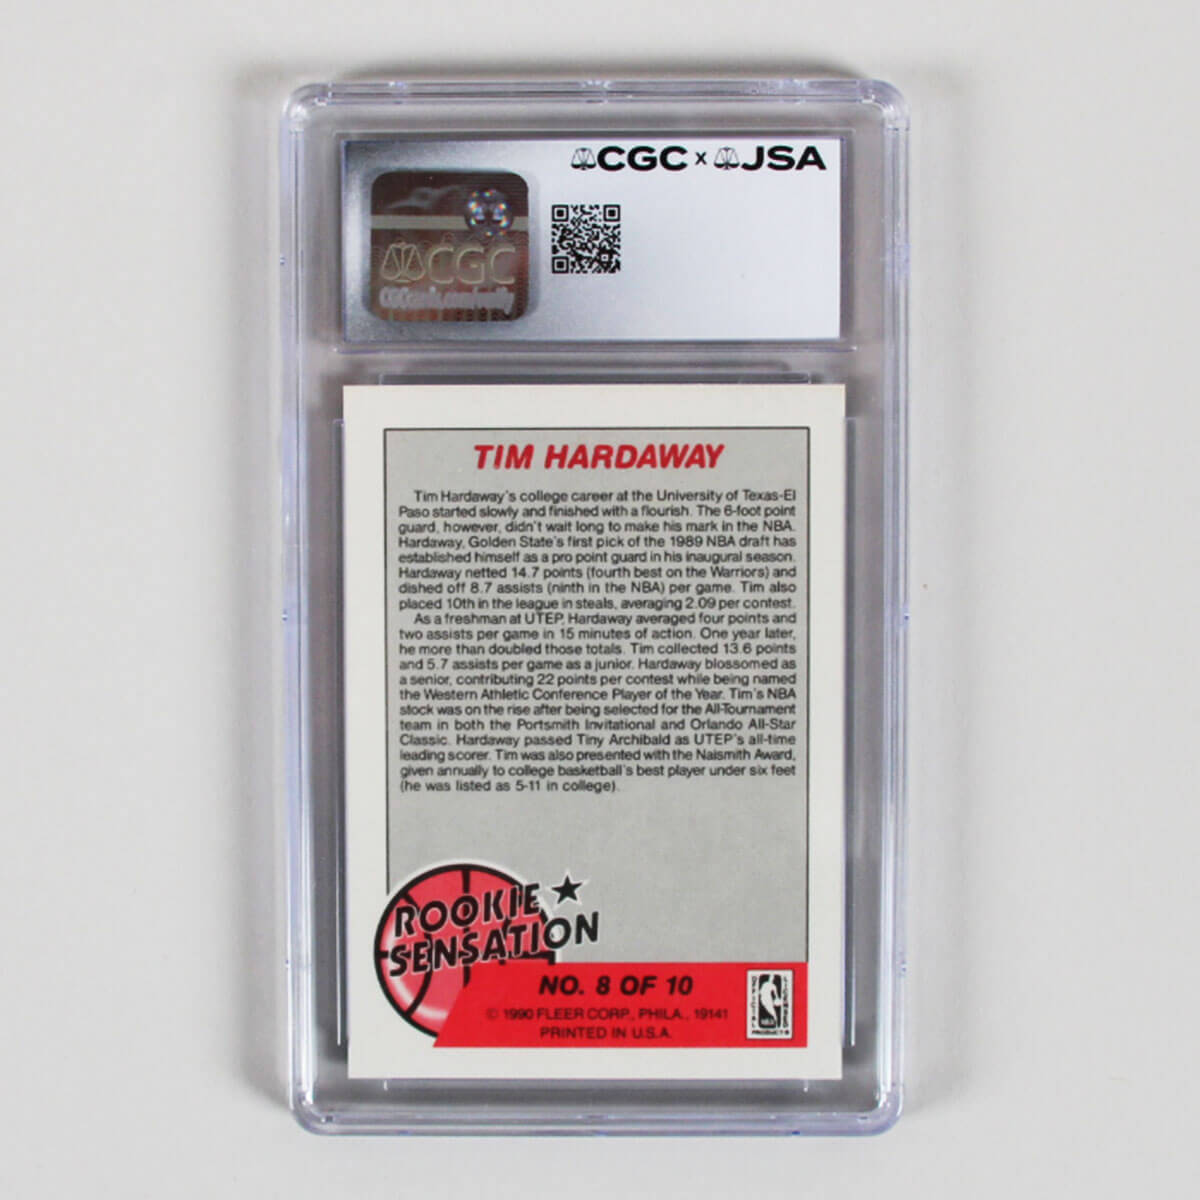 CGC x JSA
CGC
CGCcards.com/verify
TIM HARDAWAY
Tim Hardaway's college career at the University of Texas-El
Paso started slowly and finished with a flourish. The 6-foot point
guard, however, didn't wait long to make his mark in the NBA.
Hardaway, Golden State's first pick of the 1989 NBA draft has
established himself as a pro point guard in his inaugural season.
Hardaway netted 14.7 points (fourth best on the Warriors) and
dished off 8.7 assists (ninth in the NBA) per game. Tim also
placed 10th in the league in steals, averaging 2.09 per contest.
As a freshman at UTEP, Hardaway averaged four points and
two assists per game in 15 minutes of action. One year later,
he more than doubled those totals. Tim collected 13.6 points
and 5.7 assists per game as a junior. Hardaway blossomed as
a senior, contributing 22 points per contest while being named
the Western Athletic Conference Player of the Year. Tim's NBA
stock was on the rise after being selected for the All-Tournament
team in both the Portsmith Invitational and Orlando All-Star
Classic. Hardaway passed Tiny Archibald as UTEP's all-time
leading scorer. Tim was also presented with the Naismith Award,
given annually to college basketball's best player under six feet
(he was listed as 5-11 in college).
ROOKIE
SENSATION
NO. 8 OF 10
© 1990 FLEER CORP., PHILA., 19141
PRINTED IN U.S.A.
OFFICIAL
LICENSED
NBA
PRODUCT